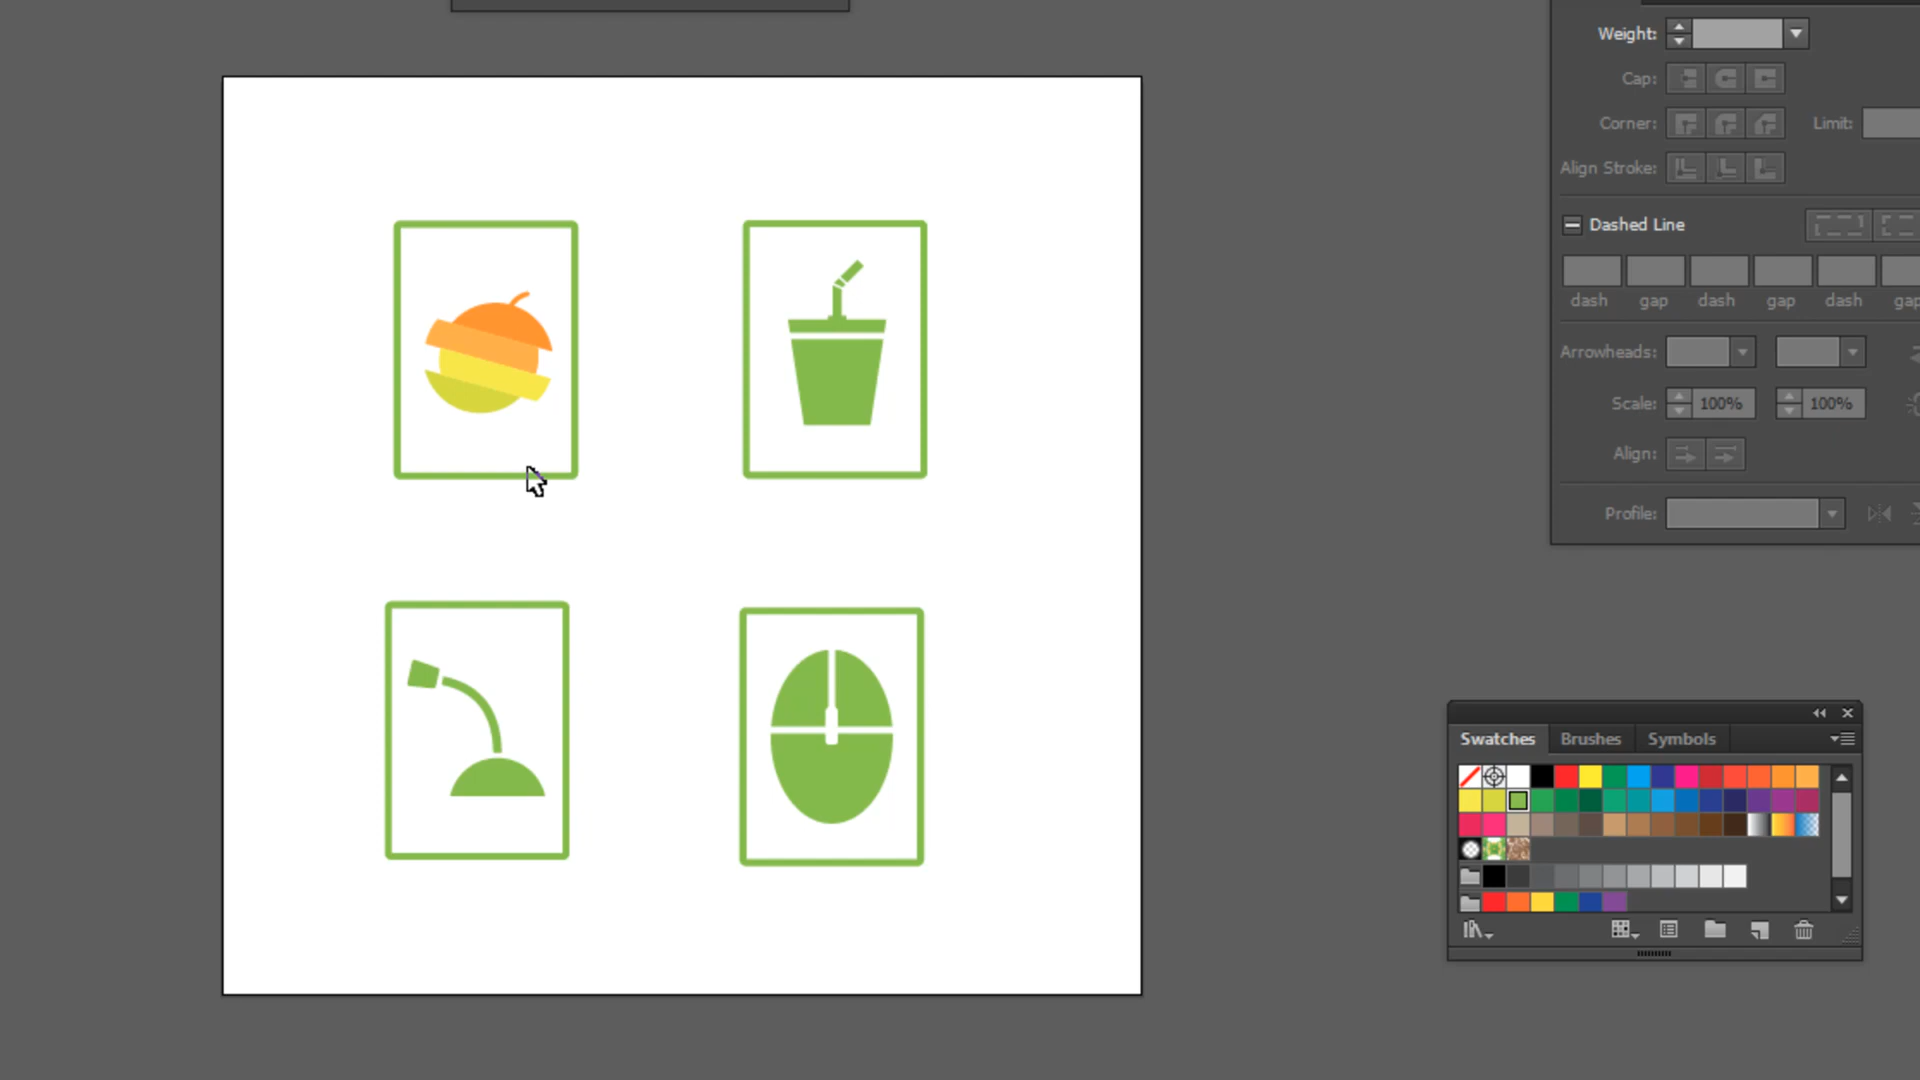 Weight:
Cap:
Corner:
Limit:
Align Stroke:
Dashed Line
dash gap dash gap dash gap
Arrowheads:
Scale: 100% 100%
Align:
Profile:
Swatches Brushes Symbols